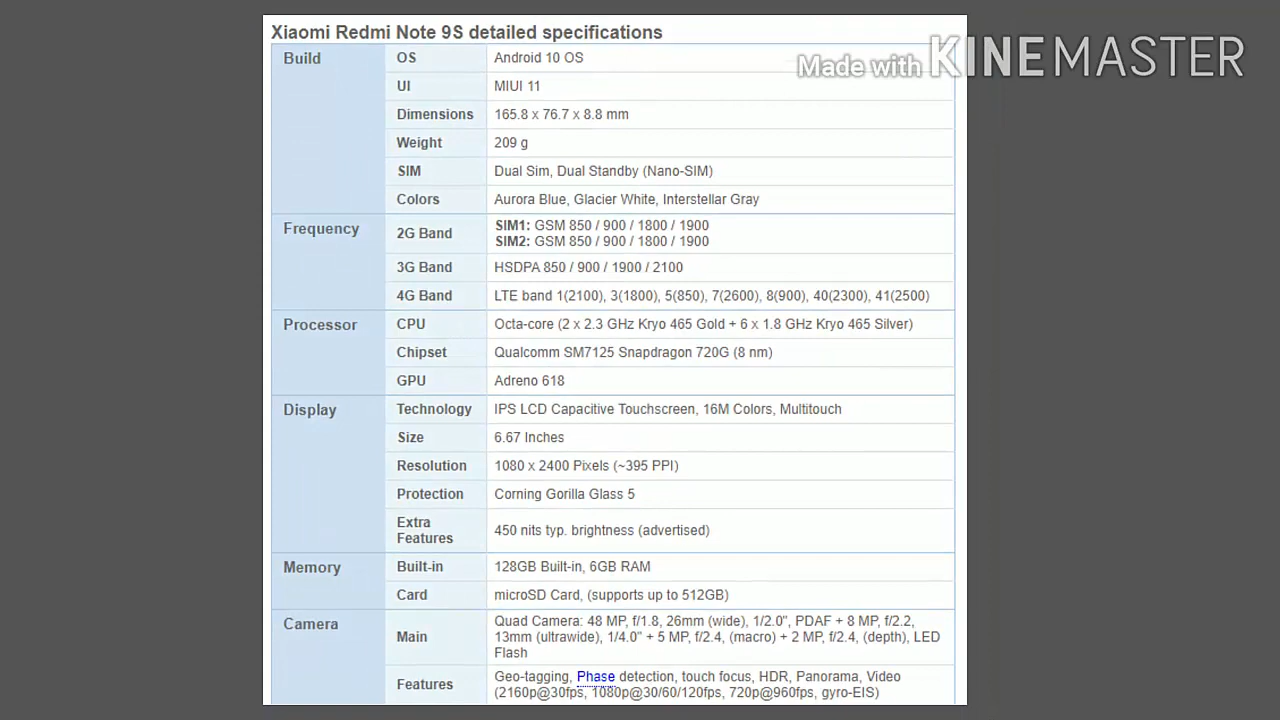 Xiaomi Redmi Note 9S detailed specifications
Made with KINEMASTER
Build OS Android 10 OS
UI MIUI 11
Dimensions 165.8 x 76.7 x 8.8 mm
Weight 209 g
SIM Dual Sim, Dual Standby (Nano-SIM)
Colors Aurora Blue, Glacier White, Interstellar Gray
Frequency 2G Band SIM1: GSM 850 / 900 / 1800 / 1900
SIM2: GSM 850 / 900 / 1800 / 1900
3G Band HSDPA 850 / 900 / 1900 / 2100
4G Band LTE band 1(2100), 3(1800), 5(850), 7(2600), 8(900), 40(2300), 41(2500)
Processor CPU Octa-core (2 x 2.3 GHz Kryo 465 Gold + 6 x 1.8 GHz Kryo 465 Silver)
Chipset Qualcomm SM7125 Snapdragon 720G (8 nm)
GPU Adreno 618
Display Technology IPS LCD Capacitive Touchscreen, 16M Colors, Multitouch
Size 6.67 Inches
Resolution 1080 x 2400 Pixels (~395 PPI)
Protection Corning Gorilla Glass 5
Extra
Features 450 nits typ. brightness (advertised)
Memory Built-in 128GB Built-in, 6GB RAM
Card microSD Card, (supports up to 512GB)
Camera Main Quad Camera: 48 MP, f/1.8, 26mm (wide), 1/2.0", PDAF + 8 MP, f/2.2,
13mm (ultrawide), 1/4.0" + 5 MP, f/2.4, (macro) + 2 MP, f/2.4, (depth), LED
Flash
Features Geo-tagging, Phase detection, touch focus, HDR, Panorama, Video
(2160p@30fps, 1080p@30/60/120fps, 720p@960fps, gyro-EIS)